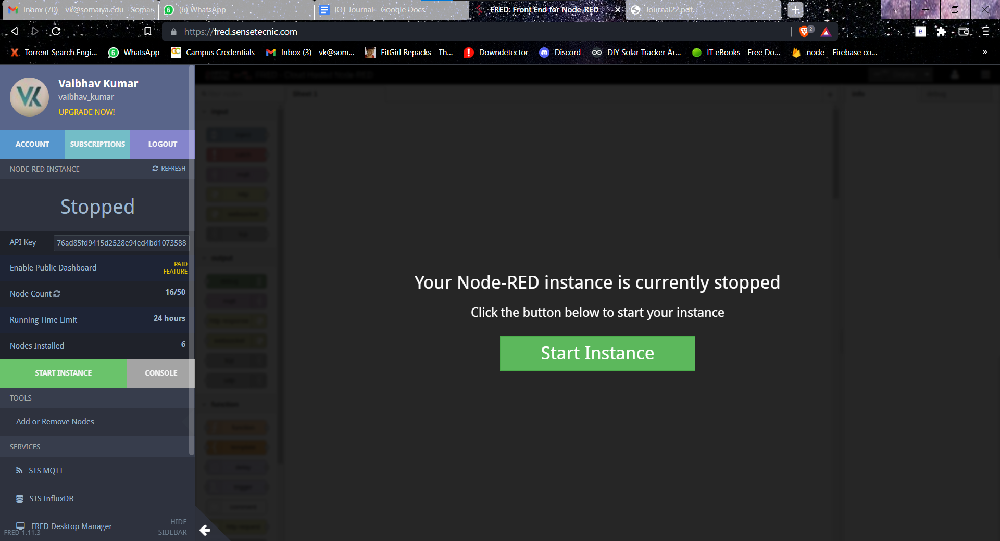 Inbox (70) - vk@somaiya.edu - Somai
(6) WhatsApp
IOT Journal-- Google Docs
FRED: Front End for Node-RED
Journal22.pdf
https://fred.sensetecnic.com
2
B
Torrent Search Engi...
WhatsApp
Campus Credentials
Inbox (3) - vk@som...
FitGirl Repacks - Th...
Downdetector
Discord
DIY Solar Tracker Ar...
IT eBooks - Free Do...
node – Firebase co...
»
VK
Vaibhav Kumar
vaibhav_kumar
UPGRADE NOW!
ACCOUNT
SUBSCRIPTIONS
LOGOUT
NODE-RED INSTANCE
REFRESH
Stopped
API Key
76ad85fd9415d2528e94ed4bd1073588
Enable Public Dashboard
PAID
FEATURE
Node Count
16/50
Running Time Limit
24 hours
Nodes Installed
6
START INSTANCE
CONSOLE
TOOLS
Add or Remove Nodes
SERVICES
STS MQTT
STS InfluxDB
FRED Desktop Manager
HIDE
SIDEBAR
FRED-1.11.3
Your Node-RED instance is currently stopped
Click the button below to start your instance
Start Instance